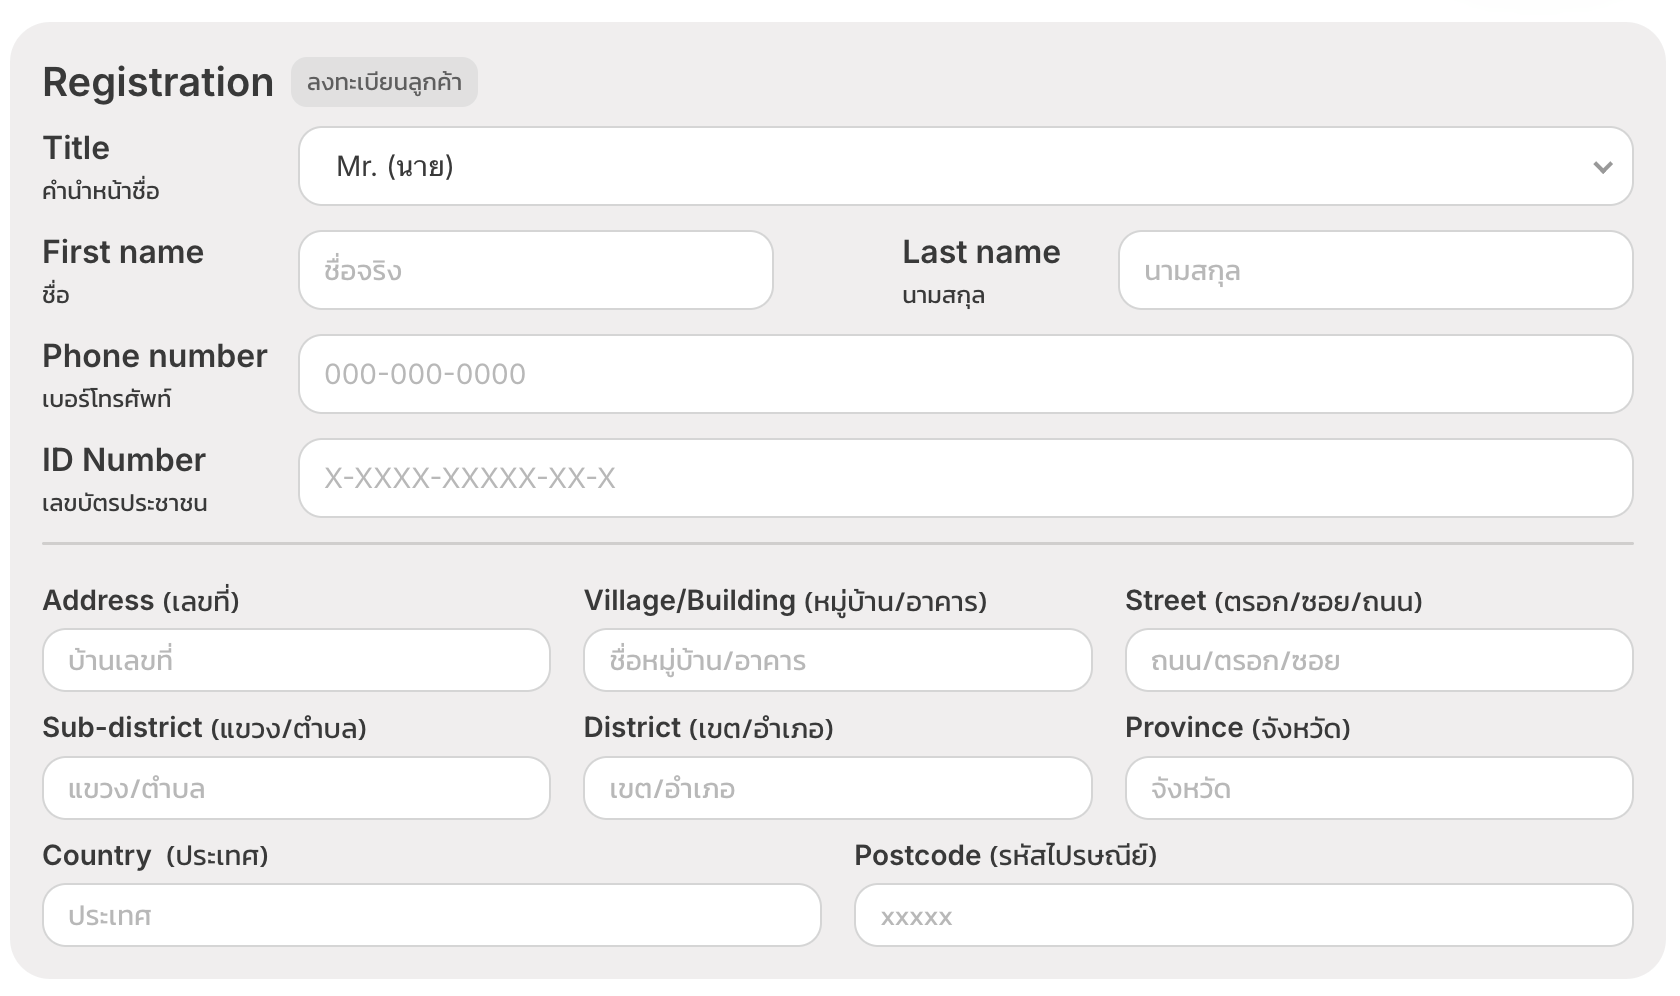 Registration ลงทะเบียนลูกค้า
Title
คำนำหน้าชื่อ
Mr. (นาย)
First name
ชื่อ
ชื่อจริง
Last name
นามสกุล
นามสกุล
Phone number
เบอร์โทรศัพท์
000-000-0000
ID Number
เลขบัตรประชาชน
X-XXXX-XXXXX-XX-X
Address (เลขที่)
บ้านเลขที่
Village/Building (หมู่บ้าน/อาคาร)
ชื่อหมู่บ้าน/อาคาร
Street (ตรอก/ซอย/ถนน)
ถนน/ตรอก/ซอย
Sub-district (แขวง/ตำบล)
แขวง/ตำบล
District (เขต/อำเภอ)
เขต/อำเภอ
Province (จังหวัด)
จังหวัด
Country (ประเทศ)
ประเทศ
Postcode (รหัสไปรษณีย์)
xxxxx